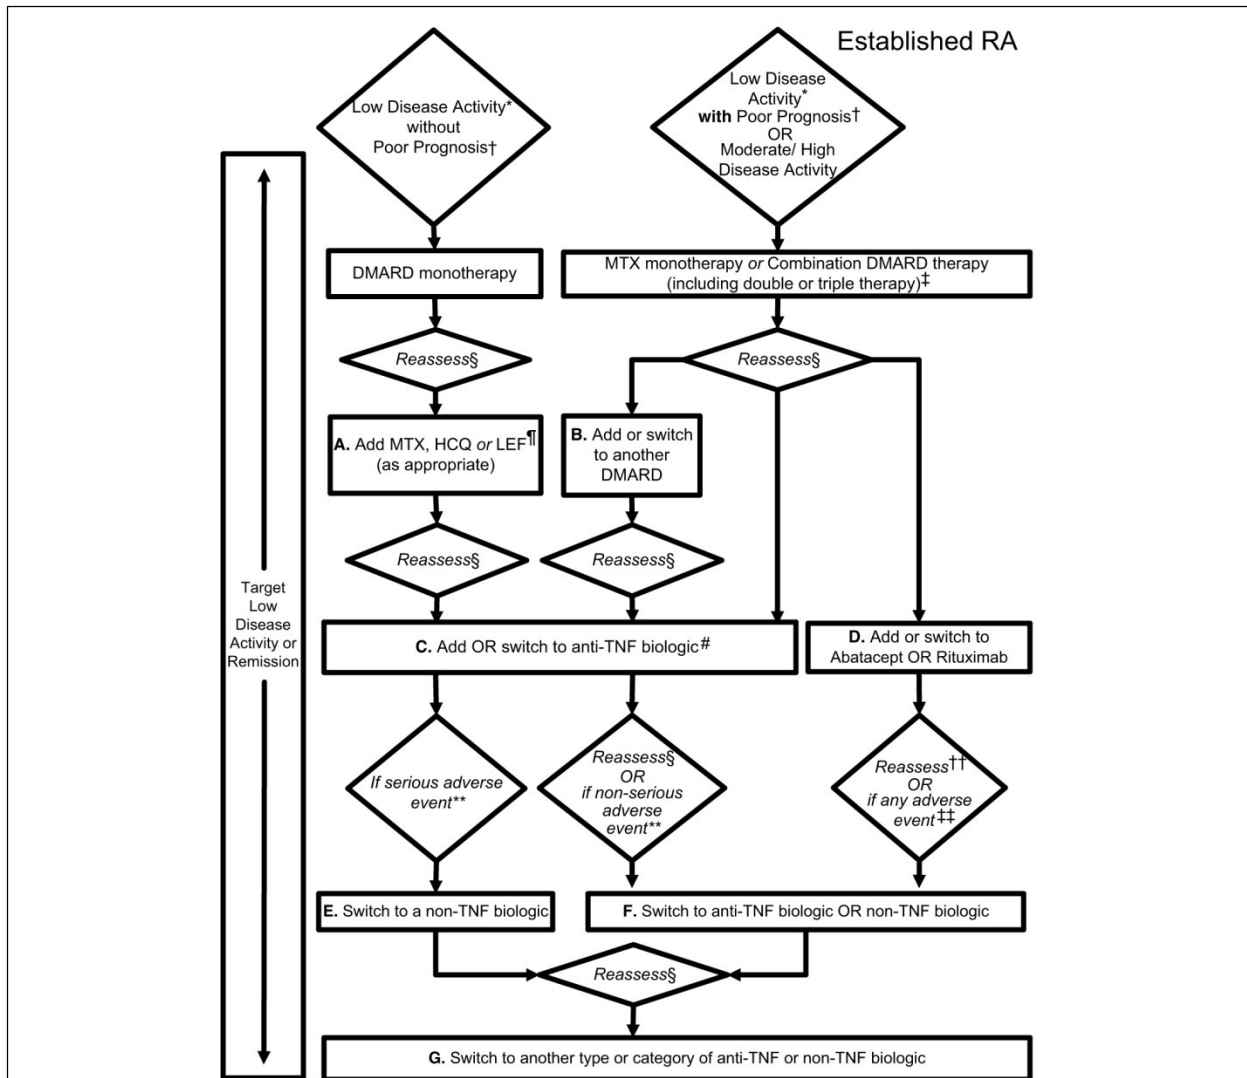 Established RA
Low Disease Activity*
without
Poor Prognosis†
Low Disease
Activity*
with Poor Prognosis†
OR
Moderate/ High
Disease Activity
DMARD monotherapy
MTX monotherapy or Combination DMARD therapy
(including double or triple therapy)‡
Reassess§
Reassess§
A. Add MTX, HCQ or LEF¶
(as appropriate)
B. Add or switch
to another
DMARD
Reassess§
Reassess§
Target
Low
Disease
Activity or
Remission
C. Add OR switch to anti-TNF biologic#
D. Add or switch to
Abatacept OR Rituximab
If serious adverse
event**
Reassess§
OR
if non-serious
adverse
event**
Reassess††
OR
if any adverse
event‡‡
E. Switch to a non-TNF biologic
F. Switch to anti-TNF biologic OR non-TNF biologic
Reassess§
G. Switch to another type or category of anti-TNF or non-TNF biologic